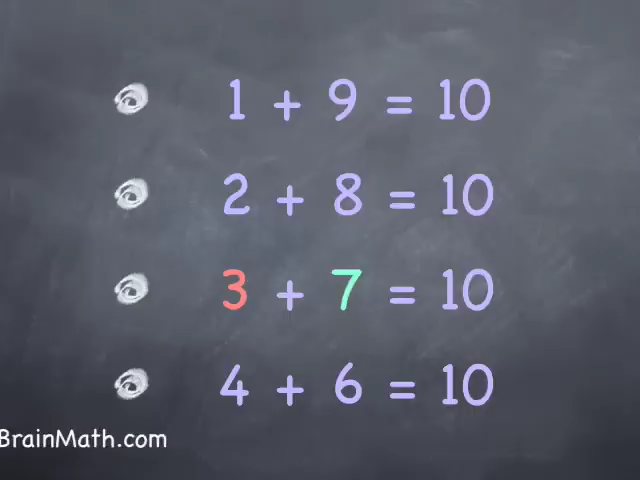 1 + 9 = 10
2 + 8 = 10
3 + 7 = 10
4 + 6 = 10
BrainMath.com